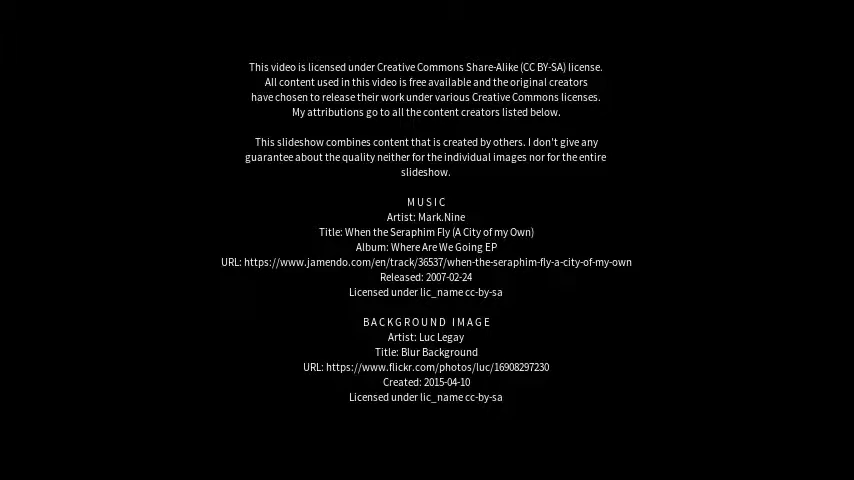 This video is licensed under Creative Commons Share-Alike (CC BY-SA) license.
All content used in this video is free available and the original creators
have chosen to release their work under various Creative Commons licenses.
My attributions go to all the content creators listed below.
This slideshow combines content that is created by others. I don't give any
guarantee about the quality neither for the individual images nor for the entire
slideshow.
MUSIC
Artist: Mark.Nine
Title: When the Seraphim Fly (A City of my Own)
Album: Where Are We Going EP
URL: https://www.jamendo.com/en/track/36537/when-the-seraphim-fly-a-city-of-my-own
Released: 2007-02-24
Licensed under lic_name cc-by-sa
BACKGROUND IMAGE
Artist: Luc Legay
Title: Blur Background
URL: https://www.flickr.com/photos/luc/16908297230
Created: 2015-04-10
Licensed under lic_name cc-by-sa